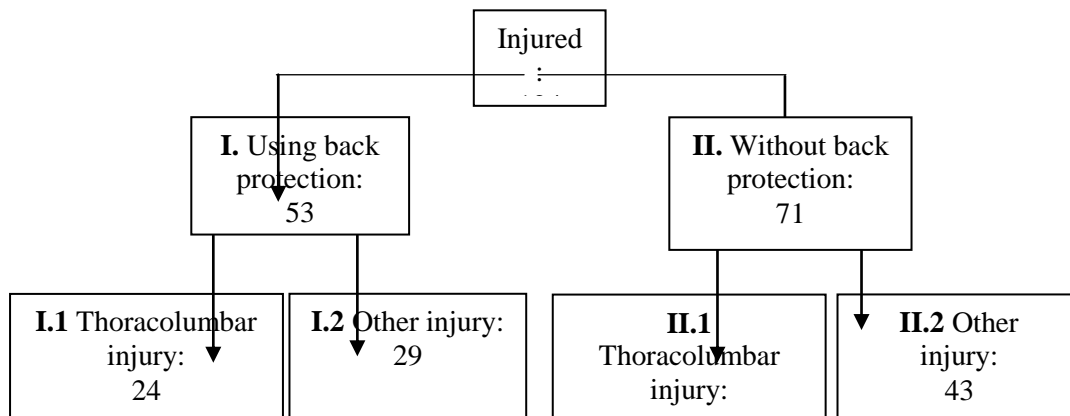 Injured
:
I. Using back
protection:
53
II. Without back
protection:
71
I.1 Thoracolumbar
injury:
24
I.2 Other injury:
29
II.1
Thoracolumbar
injury:
II.2 Other
injury:
43